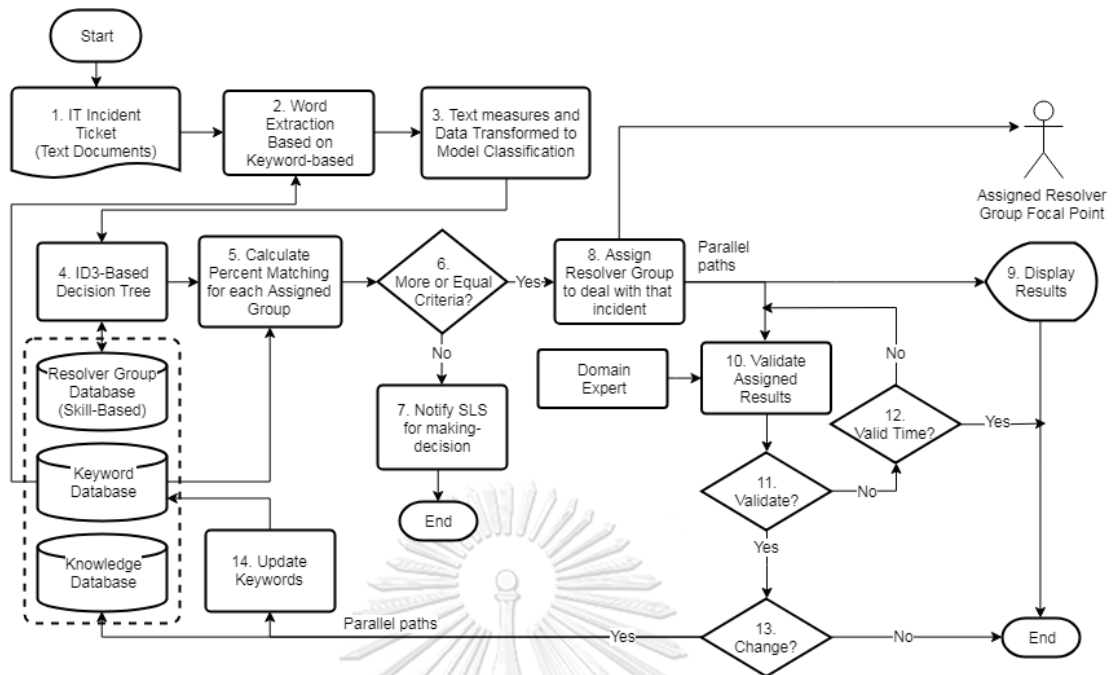 Start
1. IT Incident
Ticket
(Text Documents)
2. Word
Extraction
Based on
Keyword-based
3. Text measures and
Data Transformed to
Model Classification
Assigned Resolver
Group Focal Point
4. ID3-Based
Decision Tree
5. Calculate
Percent Matching
for each Assigned
Group
6.
More or Equal
Criteria?
Yes
8. Assign
Resolver Group
to deal with that
incident
Parallel
paths
9. Display
Results
No
7. Notify SLS
for making-
decision
End
Resolver Group
Database
(Skill-Based)
Keyword
Database
Knowledge
Database
Domain
Expert
10. Validate
Assigned
Results
No
12.
Valid Time?
Yes
11.
Validate?
No
Yes
14. Update
Keywords
Parallel paths
Yes
13.
Change?
No
End